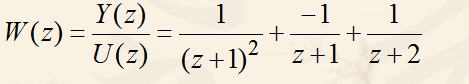 W(z) = Y(z)/U(z) = 1/(z+1)² + -1/z+1 + 1/z+2